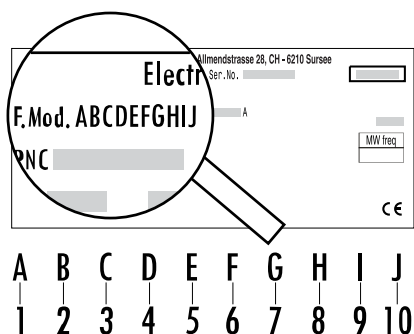 Allmendstrasse 28, CH - 6210 Sursee
Electr
Ser.No.
F.Mod. ABCDEFGHIJ
A
PNC
MW freq
CE
A B C D E F G H I J
1 2 3 4 5 6 7 8 9 10